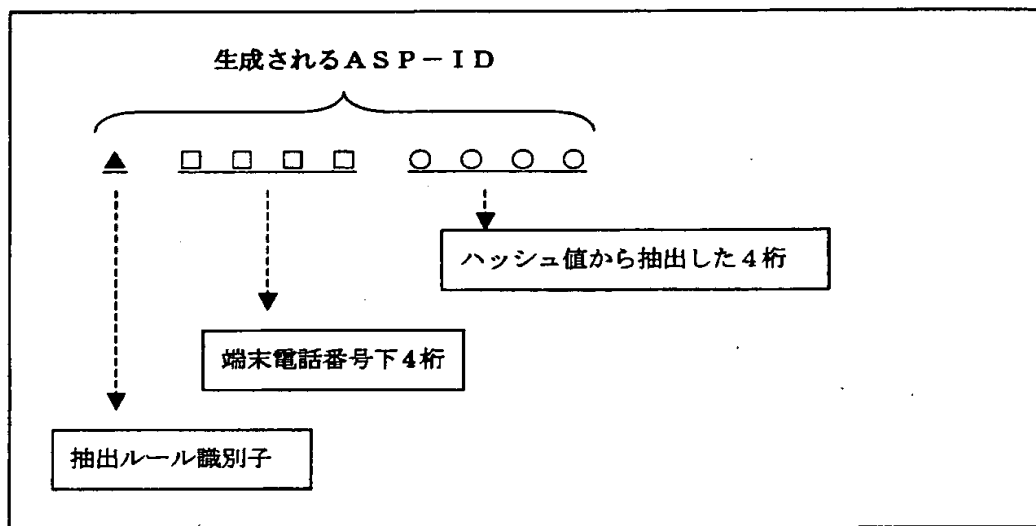 生成されるASP-ID
▲ □□□□ ○○○○
ハッシュ値から抽出した4桁
端末電話番号下4桁
抽出ルール識別子